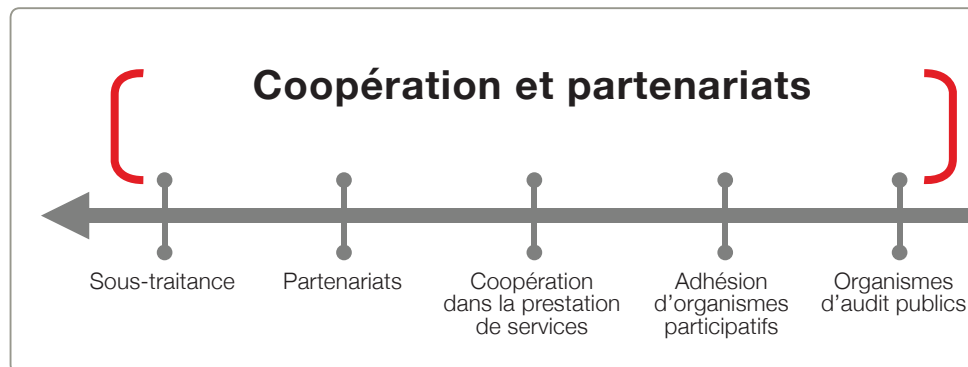 Coopération et partenariats
Sous-traitance
Partenariats
Coopération
dans la prestation
de services
Adhésion
d'organismes
participatifs
Organismes
d'audit publics